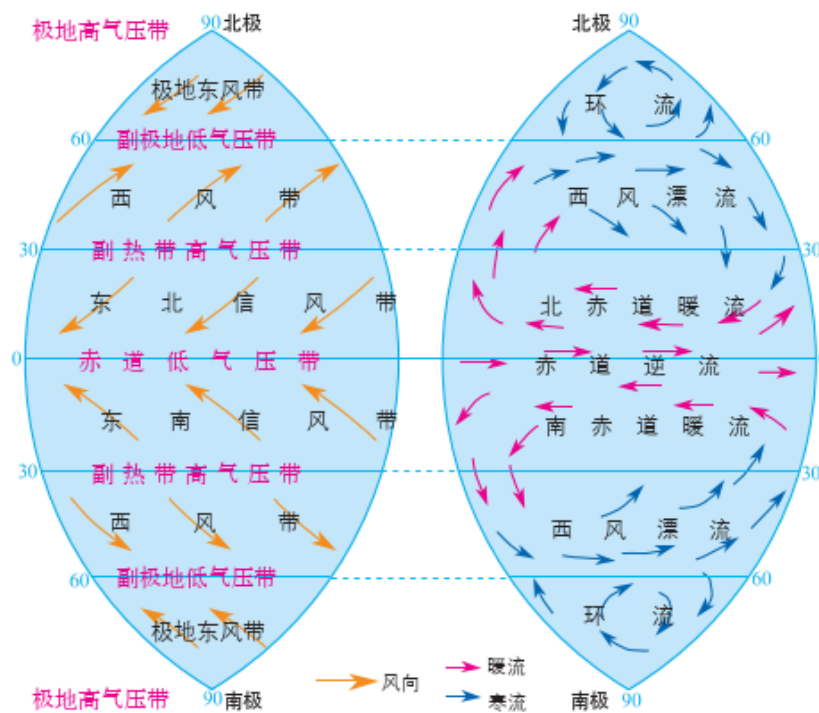 极地高气压带
90 北极
极地东风带
60
副极地低气压带
西 风 带
30
副热带高气压带
东 北 信 风 带
0
赤道低气压带
东 南 信 风 带
30
副热带高气压带
西 风 带
60
副极地低气压带
极地东风带
极地高气压带
90 南极
北极 90
环 流
60
西 风 漂 流
30
北 赤 道 暖 流
0
赤 道 逆 流
南 赤 道 暖 流
30
西 风 漂 流
60
环 流
南极 90
风向
暖流
寒流